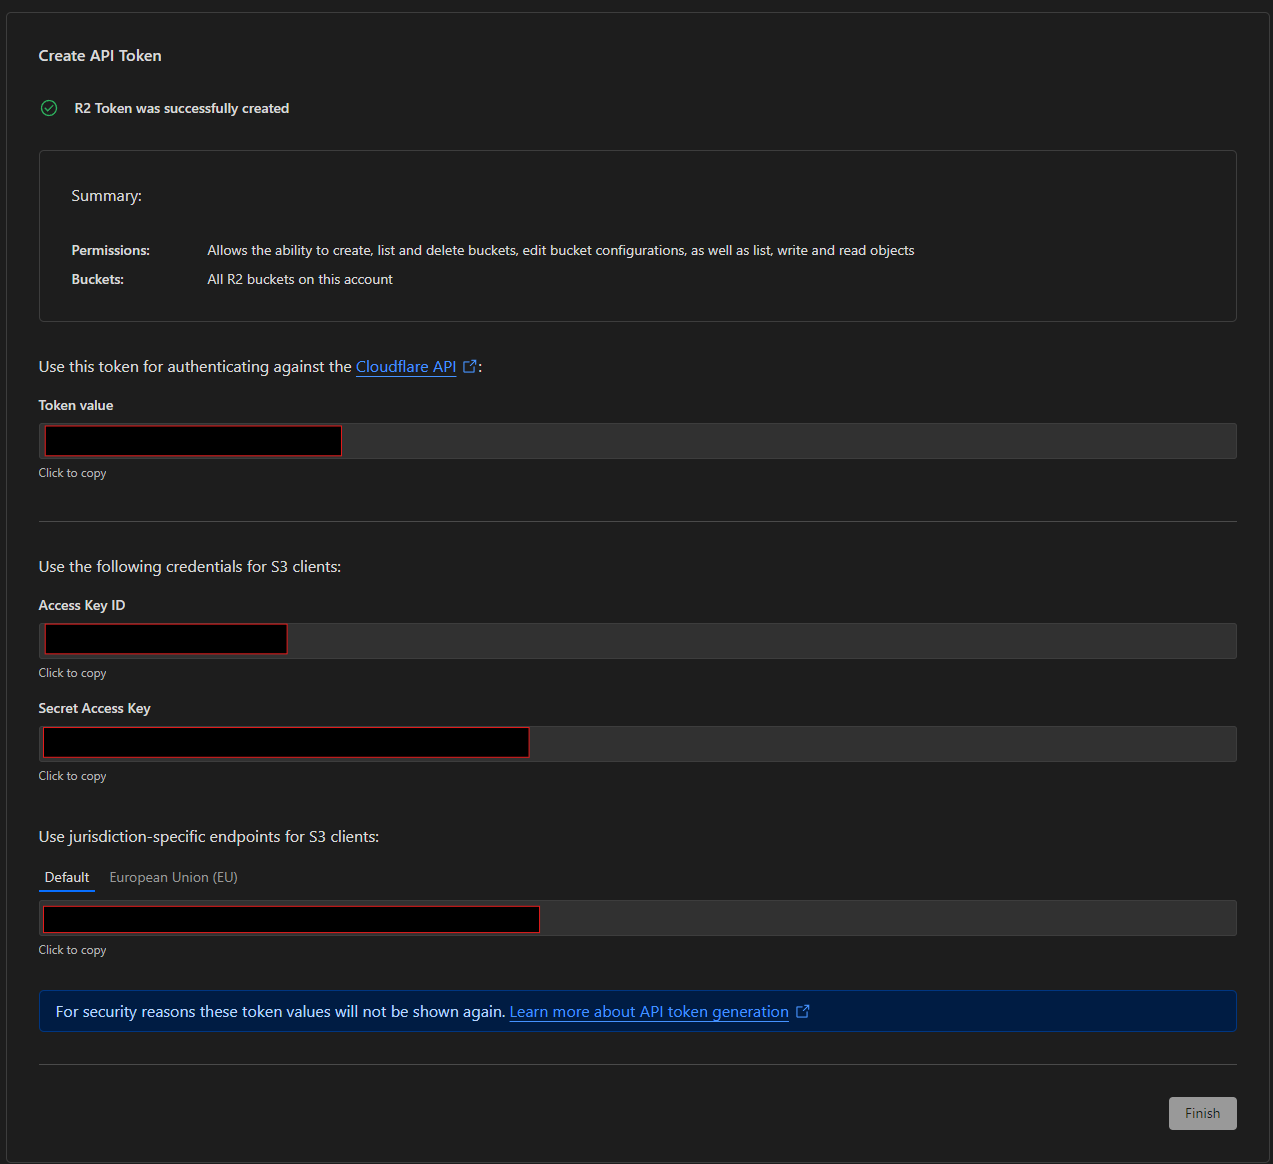 Create API Token
R2 Token was successfully created
Summary:
Permissions: Allows the ability to create, list and delete buckets, edit bucket configurations, as well as list, write and read objects
Buckets: All R2 buckets on this account
Use this token for authenticating against the Cloudflare API :
Token value
Click to copy
Use the following credentials for S3 clients:
Access Key ID
Click to copy
Secret Access Key
Click to copy
Use jurisdiction-specific endpoints for S3 clients:
Default European Union (EU)
Click to copy
For security reasons these token values will not be shown again. Learn more about API token generation
Finish